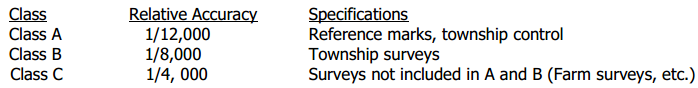 Class Relative Accuracy Specifications
Class A 1/12,000 Reference marks, township control
Class B 1/8,000 Township surveys
Class C 1/4, 000 Surveys not included in A and B (Farm surveys, etc.)